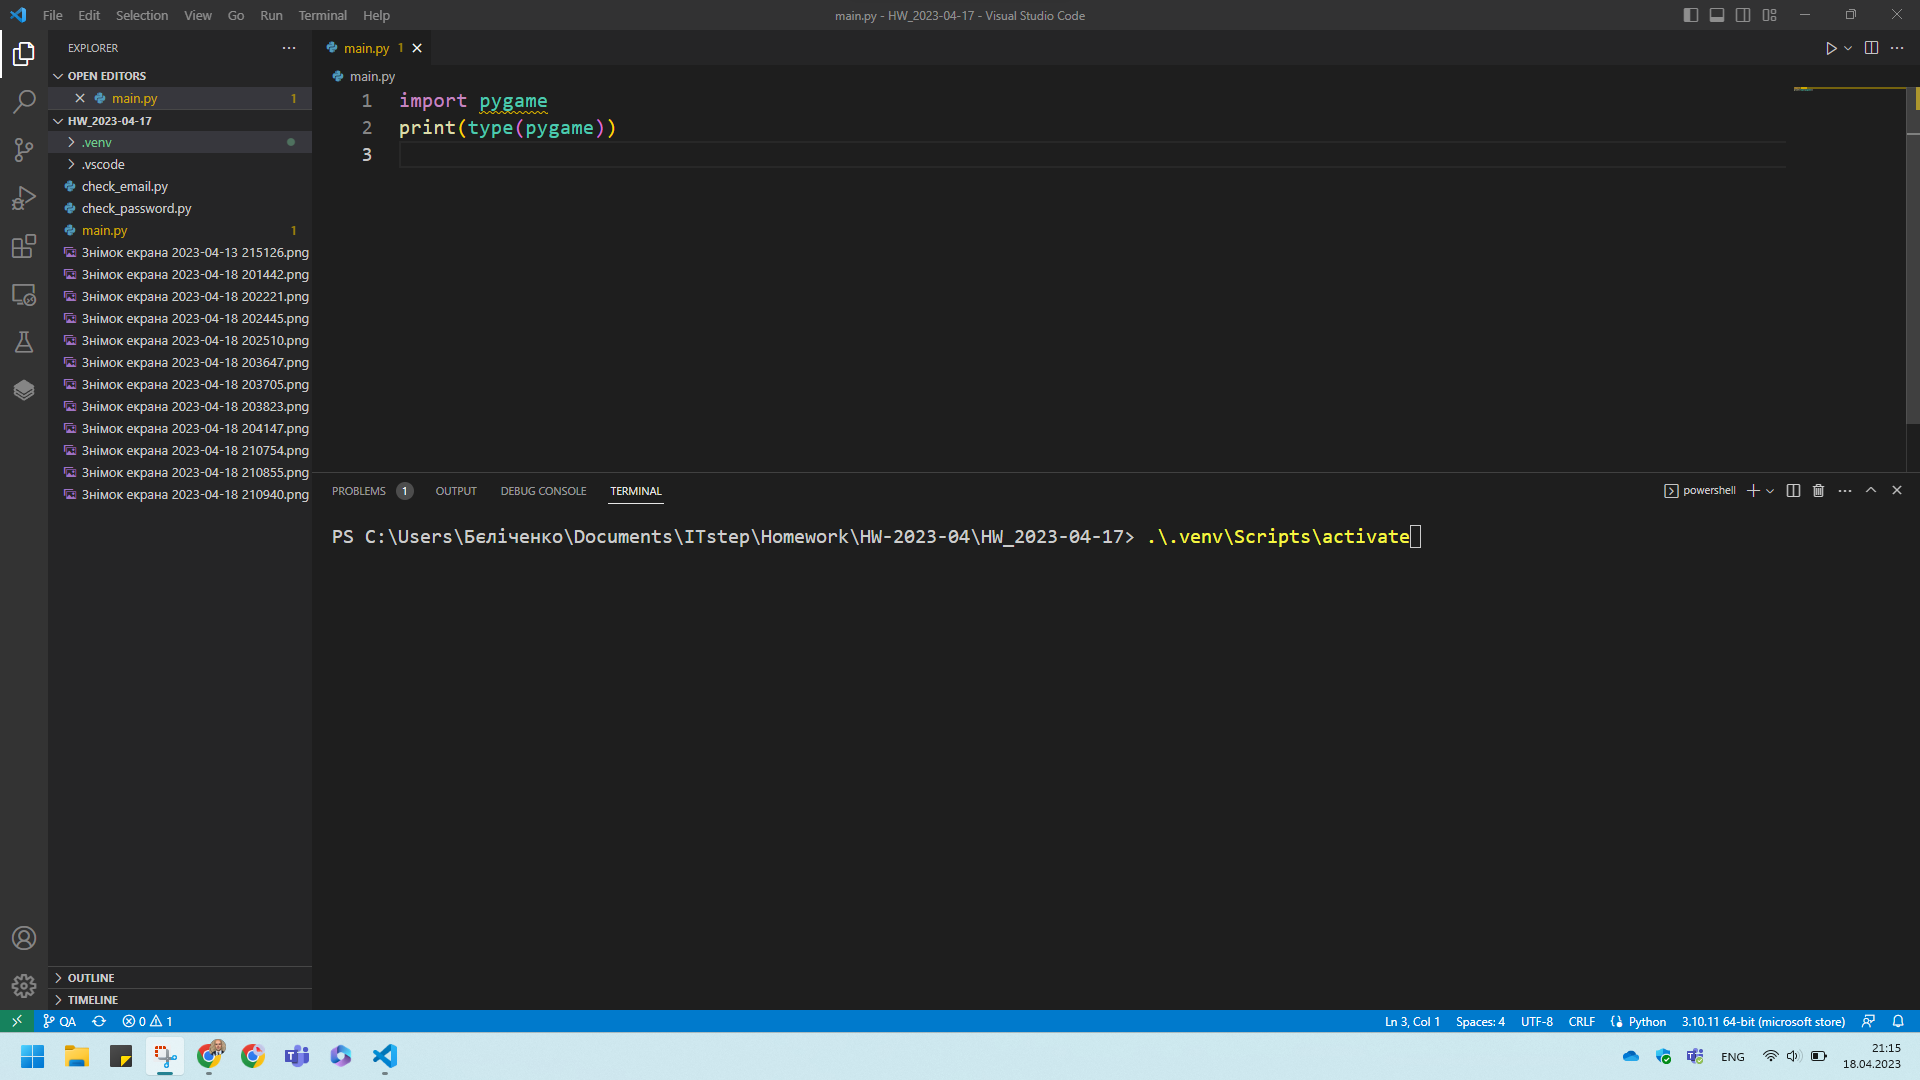 File Edit Selection View Go Run Terminal Help
main.py - HW_2023-04-17 - Visual Studio Code
EXPLORER
OPEN EDITORS
main.py 1
HW_2023-04-17
.venv
.vscode
check_email.py
check_password.py
main.py 1
Знімок екрана 2023-04-13 215126.png
Знімок екрана 2023-04-18 201442.png
Знімок екрана 2023-04-18 202221.png
Знімок екрана 2023-04-18 202445.png
Знімок екрана 2023-04-18 202510.png
Знімок екрана 2023-04-18 203647.png
Знімок екрана 2023-04-18 203705.png
Знімок екрана 2023-04-18 203823.png
Знімок екрана 2023-04-18 204147.png
Знімок екрана 2023-04-18 210754.png
Знімок екрана 2023-04-18 210855.png
Знімок екрана 2023-04-18 210940.png
OUTLINE
TIMELINE
main.py 1
main.py
1 import pygame
2 print(type(pygame))
3
PROBLEMS 1 OUTPUT DEBUG CONSOLE TERMINAL
powershell
PS C:\Users\Бєліченко\Documents\ITstep\Homework\HW-2023-04\HW_2023-04-17> .\.venv\Scripts\activate
QA 0 1
Ln 3, Col 1 Spaces: 4 UTF-8 CRLF Python 3.10.11 64-bit (microsoft store)
ENG
21:15
18.04.2023